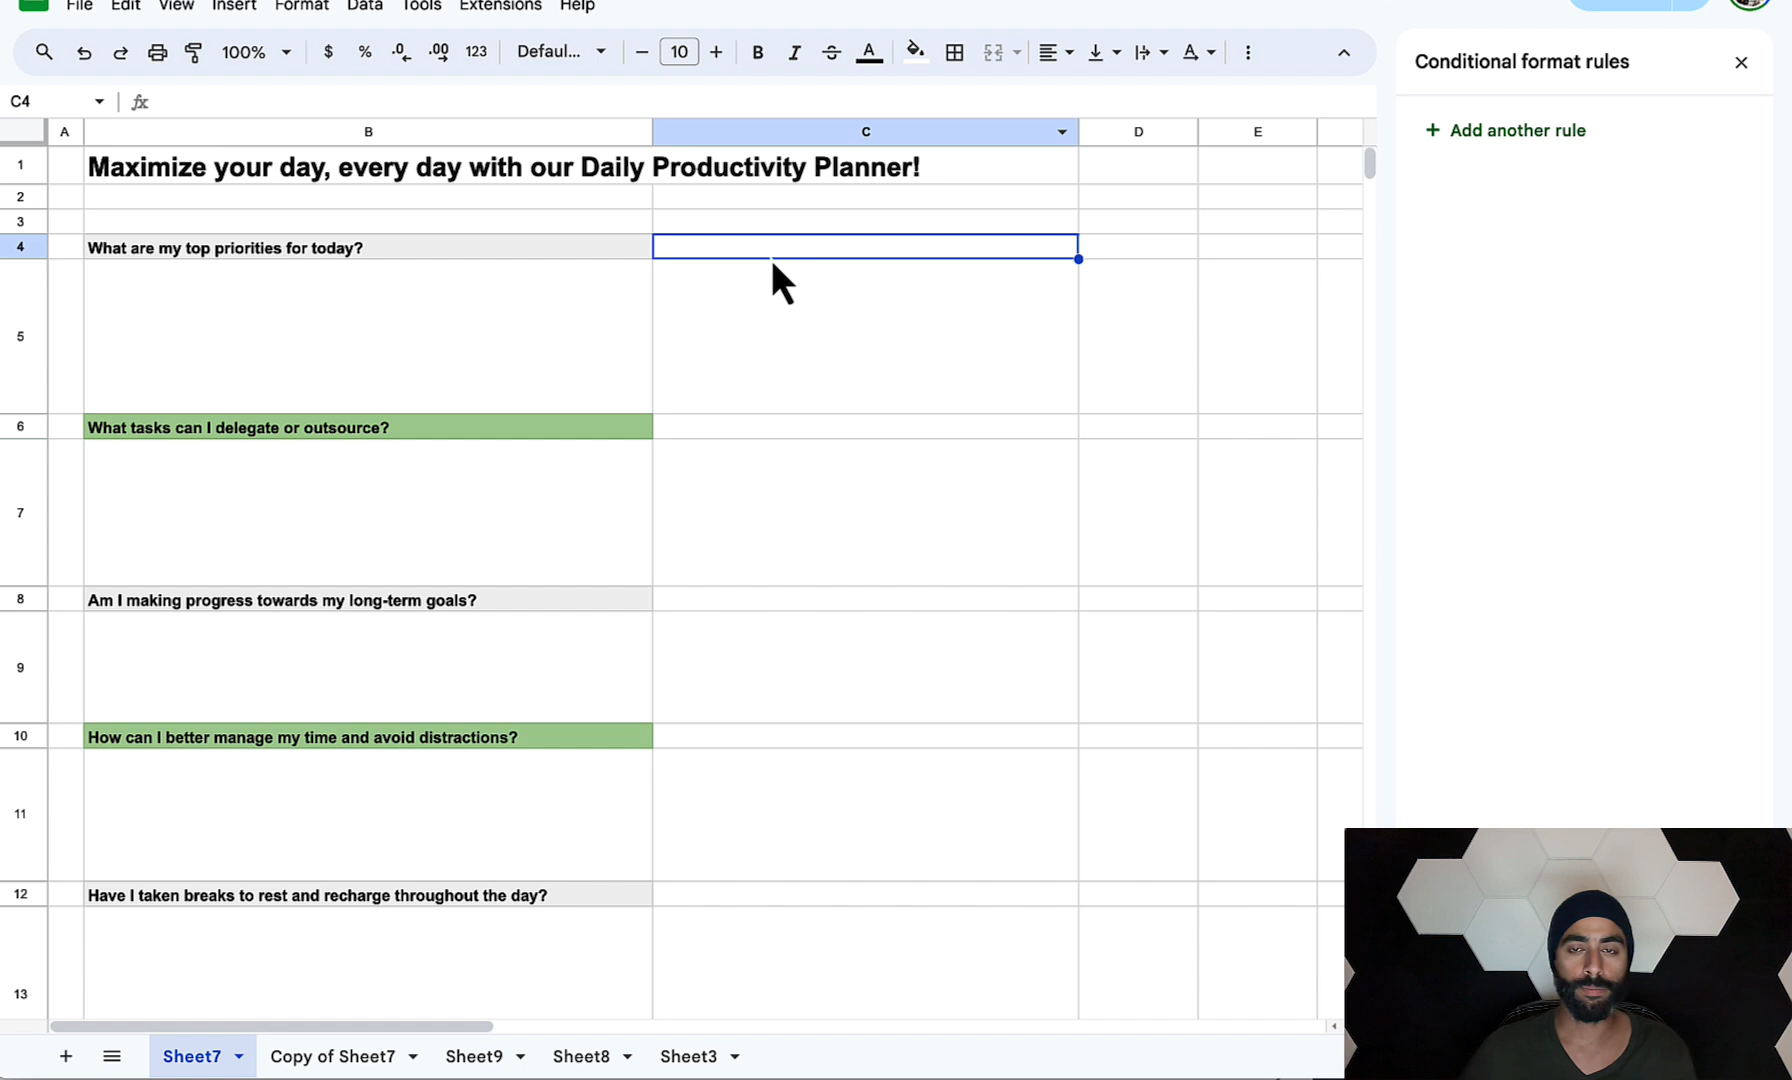 File Edit View Insert Format Data Tools Extensions Help
100% $ % .0 .00 123 Defaul... 10 B I A A
Conditional format rules
C4 fx
Add another rule
A B C D E
1 Maximize your day, every day with our Daily Productivity Planner!
2
3
4 What are my top priorities for today?
5
6 What tasks can I delegate or outsource?
7
8 Am I making progress towards my long-term goals?
9
10 How can I better manage my time and avoid distractions?
11
12 Have I taken breaks to rest and recharge throughout the day?
13
Sheet7 Copy of Sheet7 Sheet9 Sheet8 Sheet3